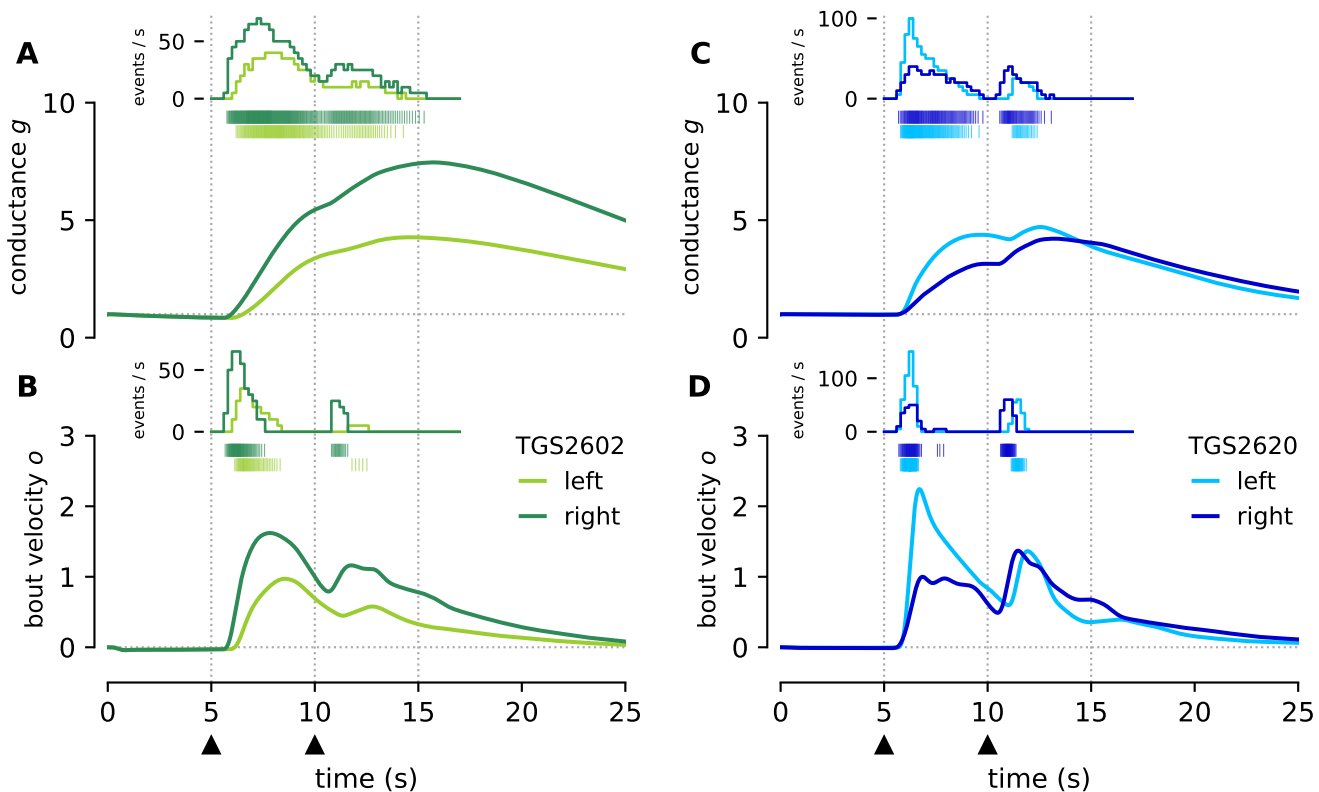 A
events / s
50
0
10
5
0
conductance g
C
events / s
100
0
10
5
0
conductance g
B
events / s
50
0
3
2
1
0
bout velocity o
TGS2602
left
right
0 5 10 15 20 25
time (s)
D
events / s
100
0
3
2
1
0
bout velocity o
TGS2620
left
right
0 5 10 15 20 25
time (s)